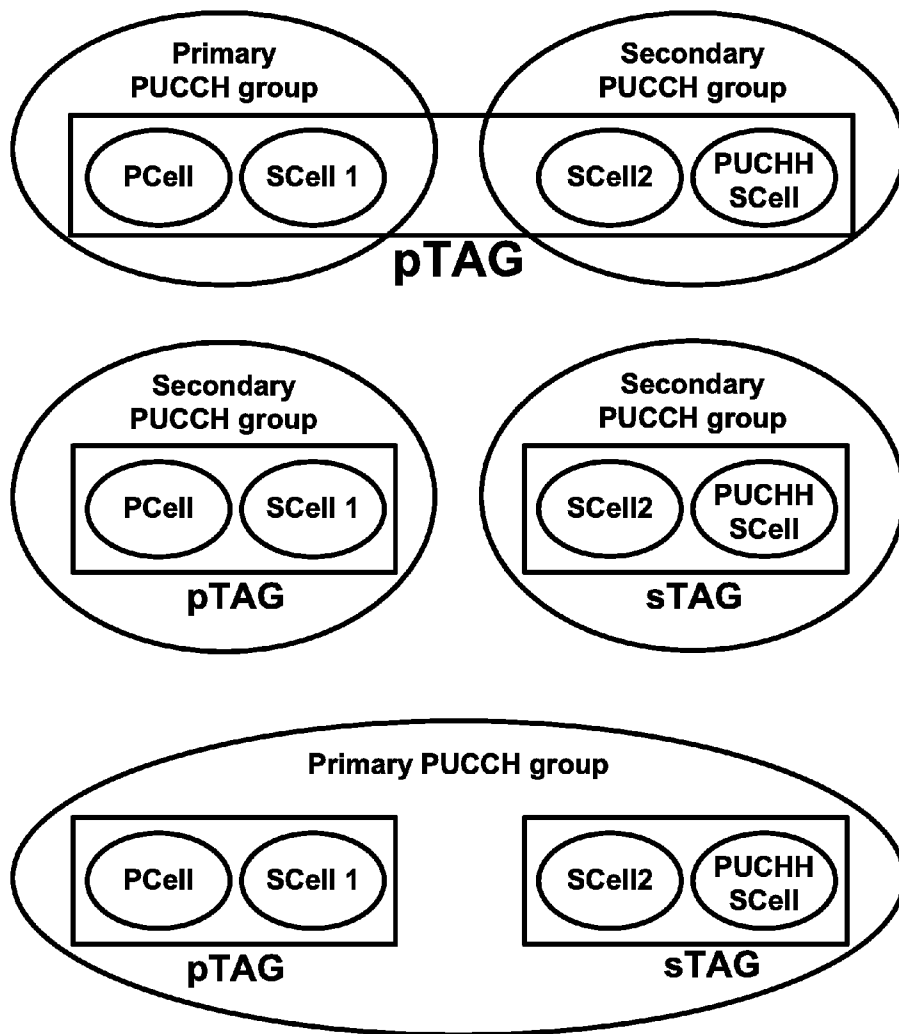 Primary
PUCCH group
Secondary
PUCCH group
PCell
SCell 1
SCell2
PUCHH
SCell
pTAG
Secondary
PUCCH group
Secondary
PUCCH group
PCell
SCell 1
SCell2
PUCHH
SCell
pTAG
sTAG
Primary PUCCH group
PCell
SCell 1
SCell2
PUCHH
SCell
pTAG
sTAG